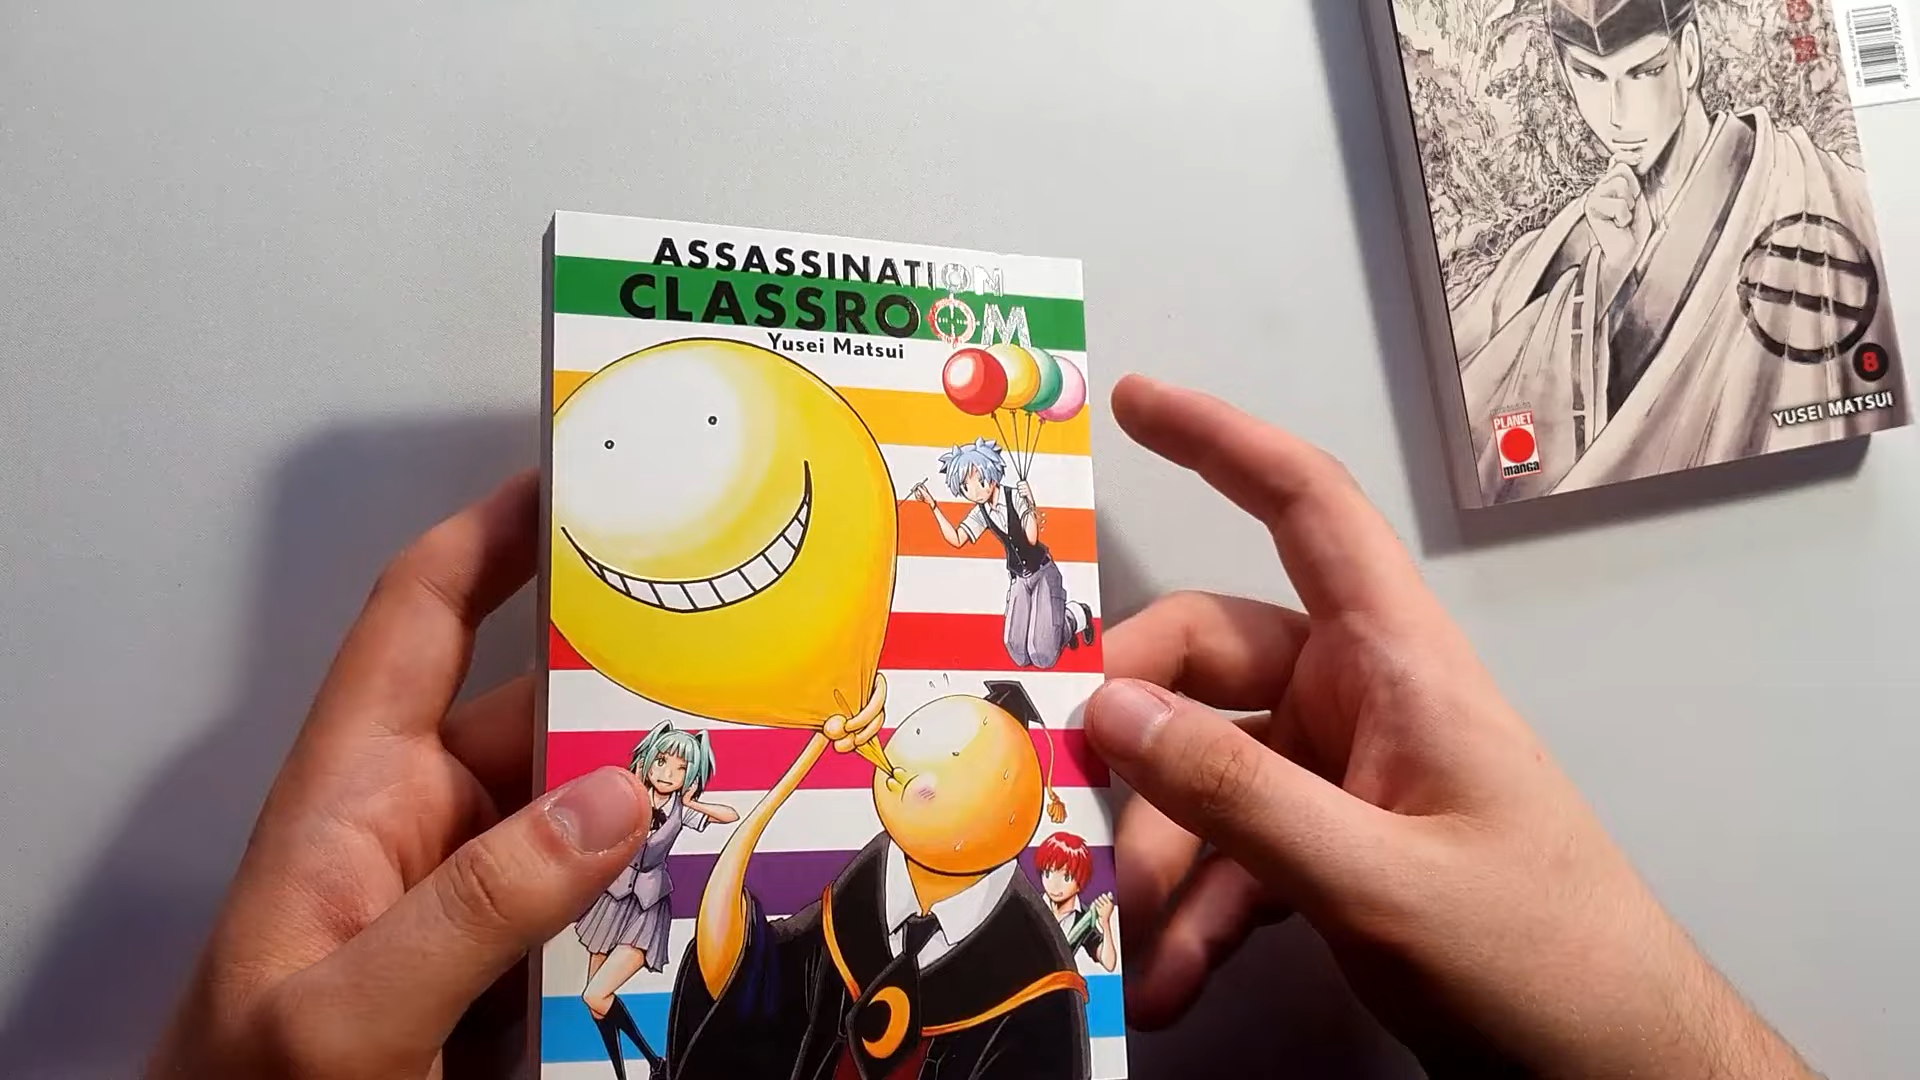 ASSASSINATION
CLASSROOM
Yusei Matsui
8
YUSEI MATSUI
PLANET
manga